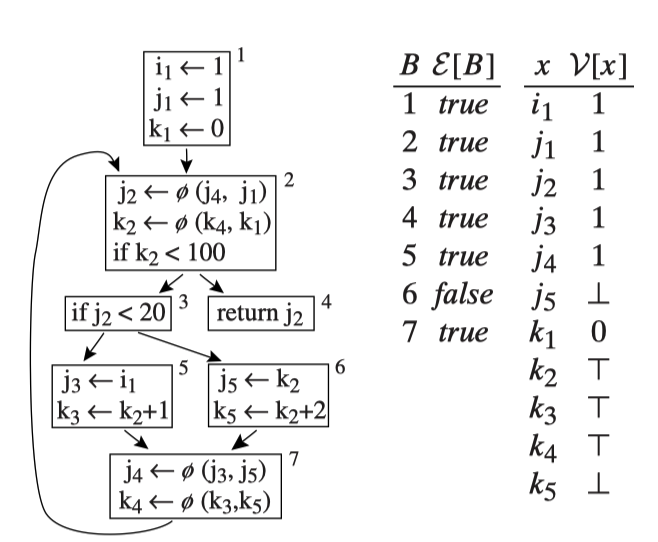 1
i₁ ← 1
j₁ ← 1
k₁ ← 0
2
j₂ ← ø (j₄, j₁)
k₂ ← ø (k₄, k₁)
if k₂ < 100
3
if j₂ < 20
4
return j₂
5
j₃ ← i₁
k₃ ← k₂+1
6
j₅ ← k₂
k₅ ← k₂+2
7
j₄ ← ø (j₃, j₅)
k₄ ← ø (k₃,k₅)
B ℰ[B]
1 true
2 true
3 true
4 true
5 true
6 false
7 true
x 𝒱[x]
i₁ 1
j₁ 1
j₂ 1
j₃ 1
j₄ 1
j₅ ⊥
k₁ 0
k₂ ⊤
k₃ ⊤
k₄ ⊤
k₅ ⊥